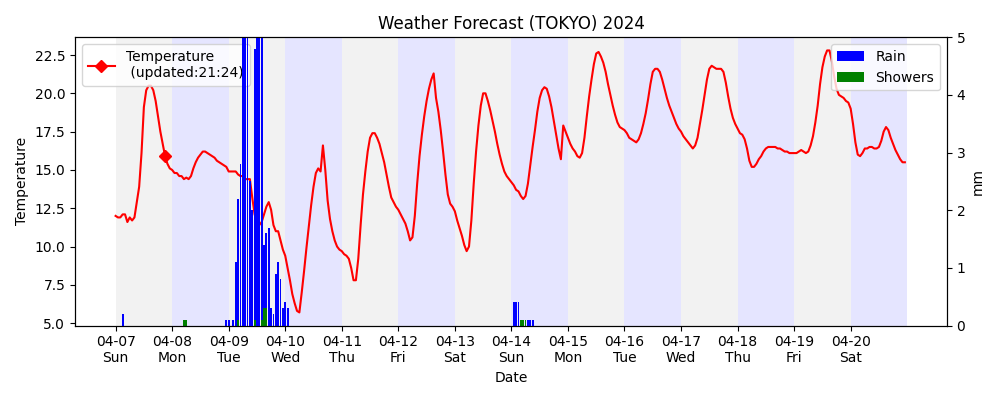 Weather Forecast (TOKYO) 2024
Temperature
(updated:21:24)
Rain
Showers
Temperature
22.5
20.0
17.5
15.0
12.5
10.0
7.5
5.0
5
4
3
2
1
0
mm
04-07 04-08 04-09 04-10 04-11 04-12 04-13 04-14 04-15 04-16 04-17 04-18 04-19 04-20
Sun Mon Tue Wed Thu Fri Sat Sun Mon Tue Wed Thu Fri Sat
Date